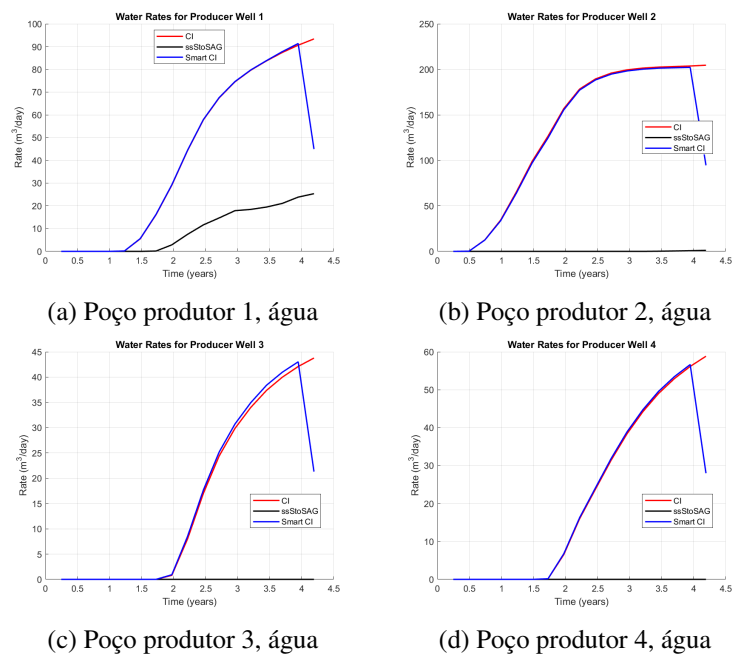 Water Rates for Producer Well 1
Rate (m³/day)
100
90
80
70
60
50
40
30
20
10
0
CI
ssStoSAG
Smart CI
0 0.5 1 1.5 2 2.5 3 3.5 4 4.5
Time (years)
(a) Poço produtor 1, água
Water Rates for Producer Well 2
Rate (m³/day)
250
200
150
100
50
0
CI
ssStoSAG
Smart CI
0 0.5 1 1.5 2 2.5 3 3.5 4 4.5
Time (years)
(b) Poço produtor 2, água
Water Rates for Producer Well 3
Rate (m³/day)
45
40
35
30
25
20
15
10
5
0
CI
ssStoSAG
Smart CI
0 0.5 1 1.5 2 2.5 3 3.5 4 4.5
Time (years)
(c) Poço produtor 3, água
Water Rates for Producer Well 4
Rate (m³/day)
60
50
40
30
20
10
0
CI
ssStoSAG
Smart CI
0 0.5 1 1.5 2 2.5 3 3.5 4 4.5
Time (years)
(d) Poço produtor 4, água